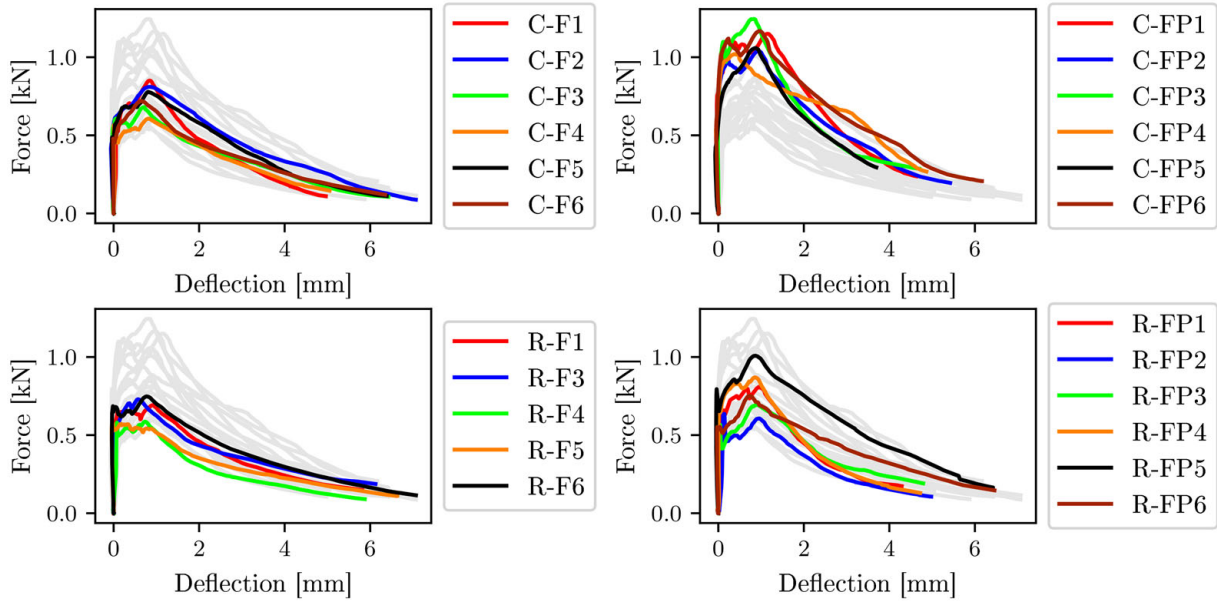 Force [kN]
1.0
0.5
0.0
0
2
4
6
Deflection [mm]
C-F1
C-F2
C-F3
C-F4
C-F5
C-F6
Force [kN]
1.0
0.5
0.0
0
2
4
6
Deflection [mm]
C-FP1
C-FP2
C-FP3
C-FP4
C-FP5
C-FP6
Force [kN]
1.0
0.5
0.0
0
2
4
6
Deflection [mm]
R-F1
R-F3
R-F4
R-F5
R-F6
Force [kN]
1.0
0.5
0.0
0
2
4
6
Deflection [mm]
R-FP1
R-FP2
R-FP3
R-FP4
R-FP5
R-FP6